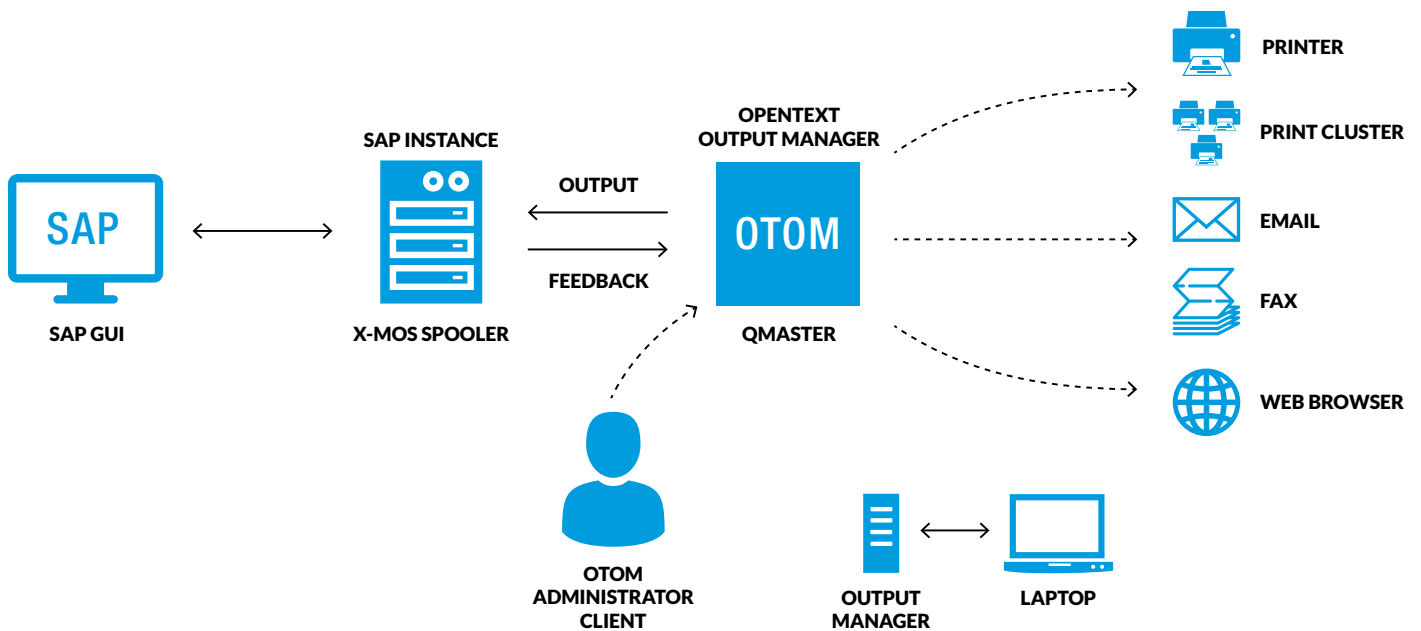 PRINTER
OPENTEXT
OUTPUT MANAGER
PRINT CLUSTER
SAP INSTANCE
OUTPUT
SAP
OTOM
EMAIL
FEEDBACK
FAX
SAP GUI
X-MOS SPOOLER
QMASTER
WEB BROWSER
OTOM
ADMINISTRATOR
CLIENT
OUTPUT
MANAGER
LAPTOP